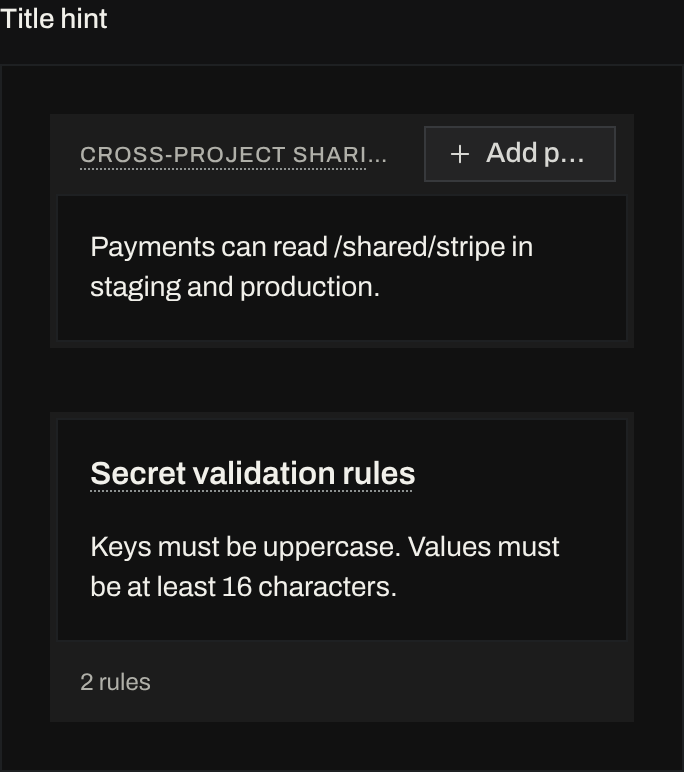 Title hint
CROSS-PROJECT SHARI...
+ Add p...
Payments can read /shared/stripe in
staging and production.
Secret validation rules
Keys must be uppercase. Values must
be at least 16 characters.
2 rules